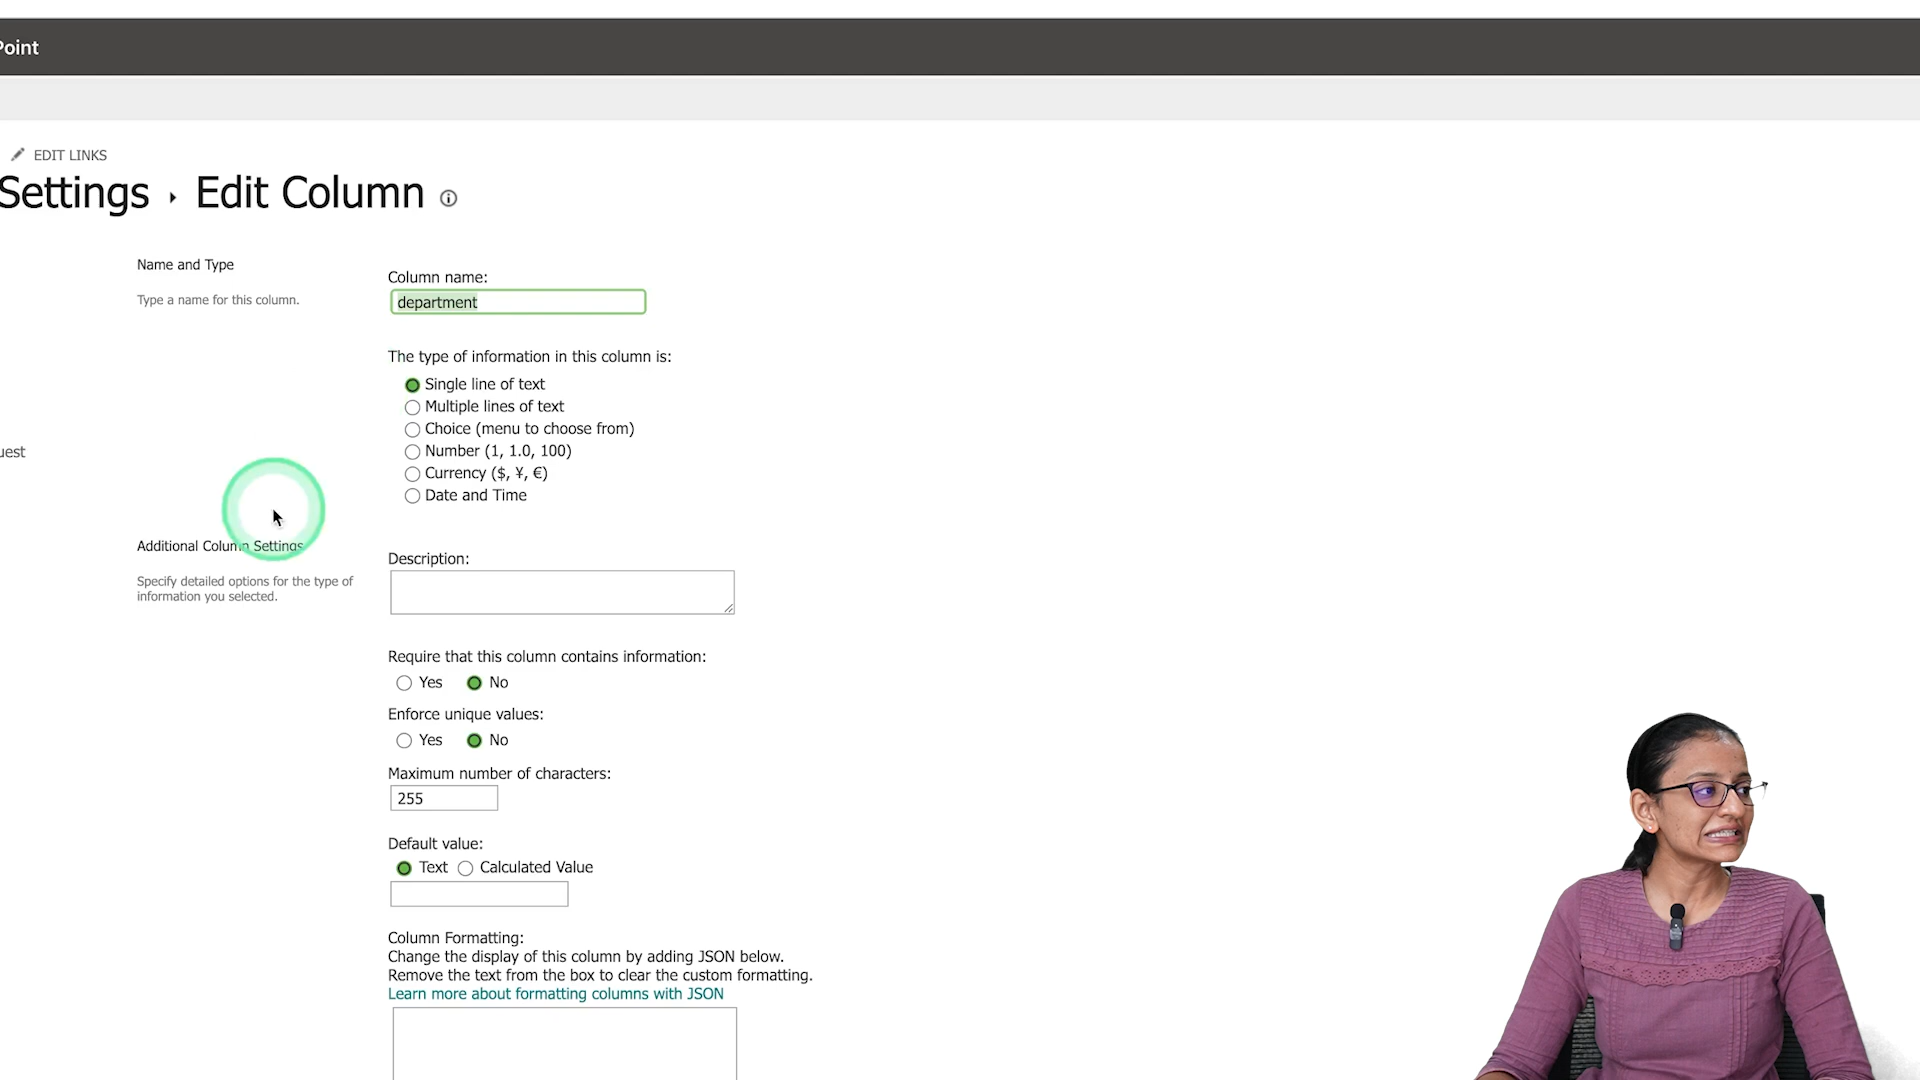 Point
EDIT LINKS
Settings ▸ Edit Column
Name and Type
Type a name for this column.
Column name:
department
The type of information in this column is:
Single line of text
Multiple lines of text
Choice (menu to choose from)
Number (1, 1.0, 100)
Currency ($, ¥, €)
Date and Time
uest
Additional Column Settings
Specify detailed options for the type of
information you selected.
Description:
Require that this column contains information:
Yes No
Enforce unique values:
Yes No
Maximum number of characters:
255
Default value:
Text Calculated Value
Column Formatting:
Change the display of this column by adding JSON below.
Remove the text from the box to clear the custom formatting.
Learn more about formatting columns with JSON